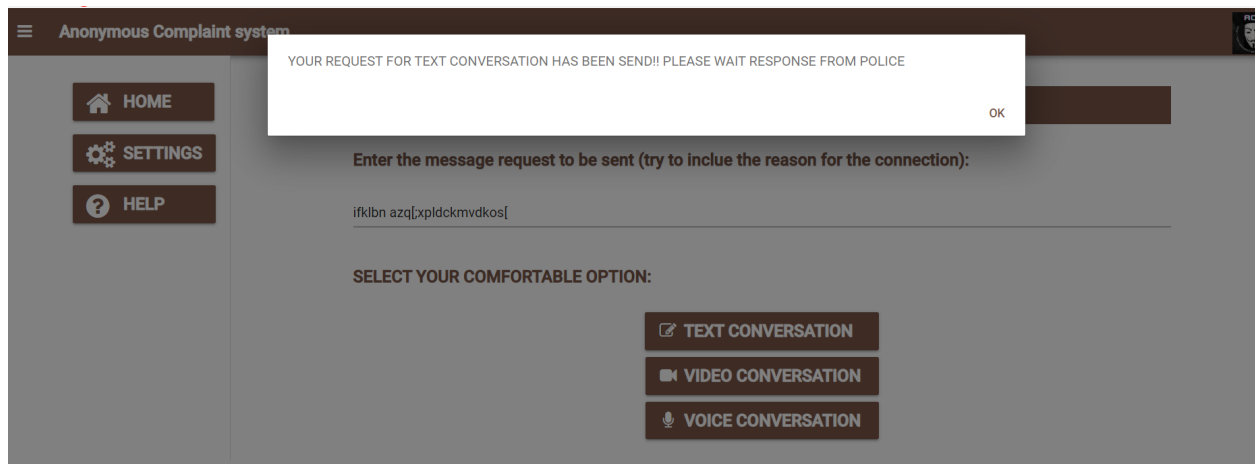 Anonymous Complaint system
YOUR REQUEST FOR TEXT CONVERSATION HAS BEEN SEND!! PLEASE WAIT RESPONSE FROM POLICE
OK
HOME
SETTINGS
HELP
Enter the message request to be sent (try to inclue the reason for the connection):
ifklbn azq[;xpldckmvdkos[
SELECT YOUR COMFORTABLE OPTION:
TEXT CONVERSATION
VIDEO CONVERSATION
VOICE CONVERSATION